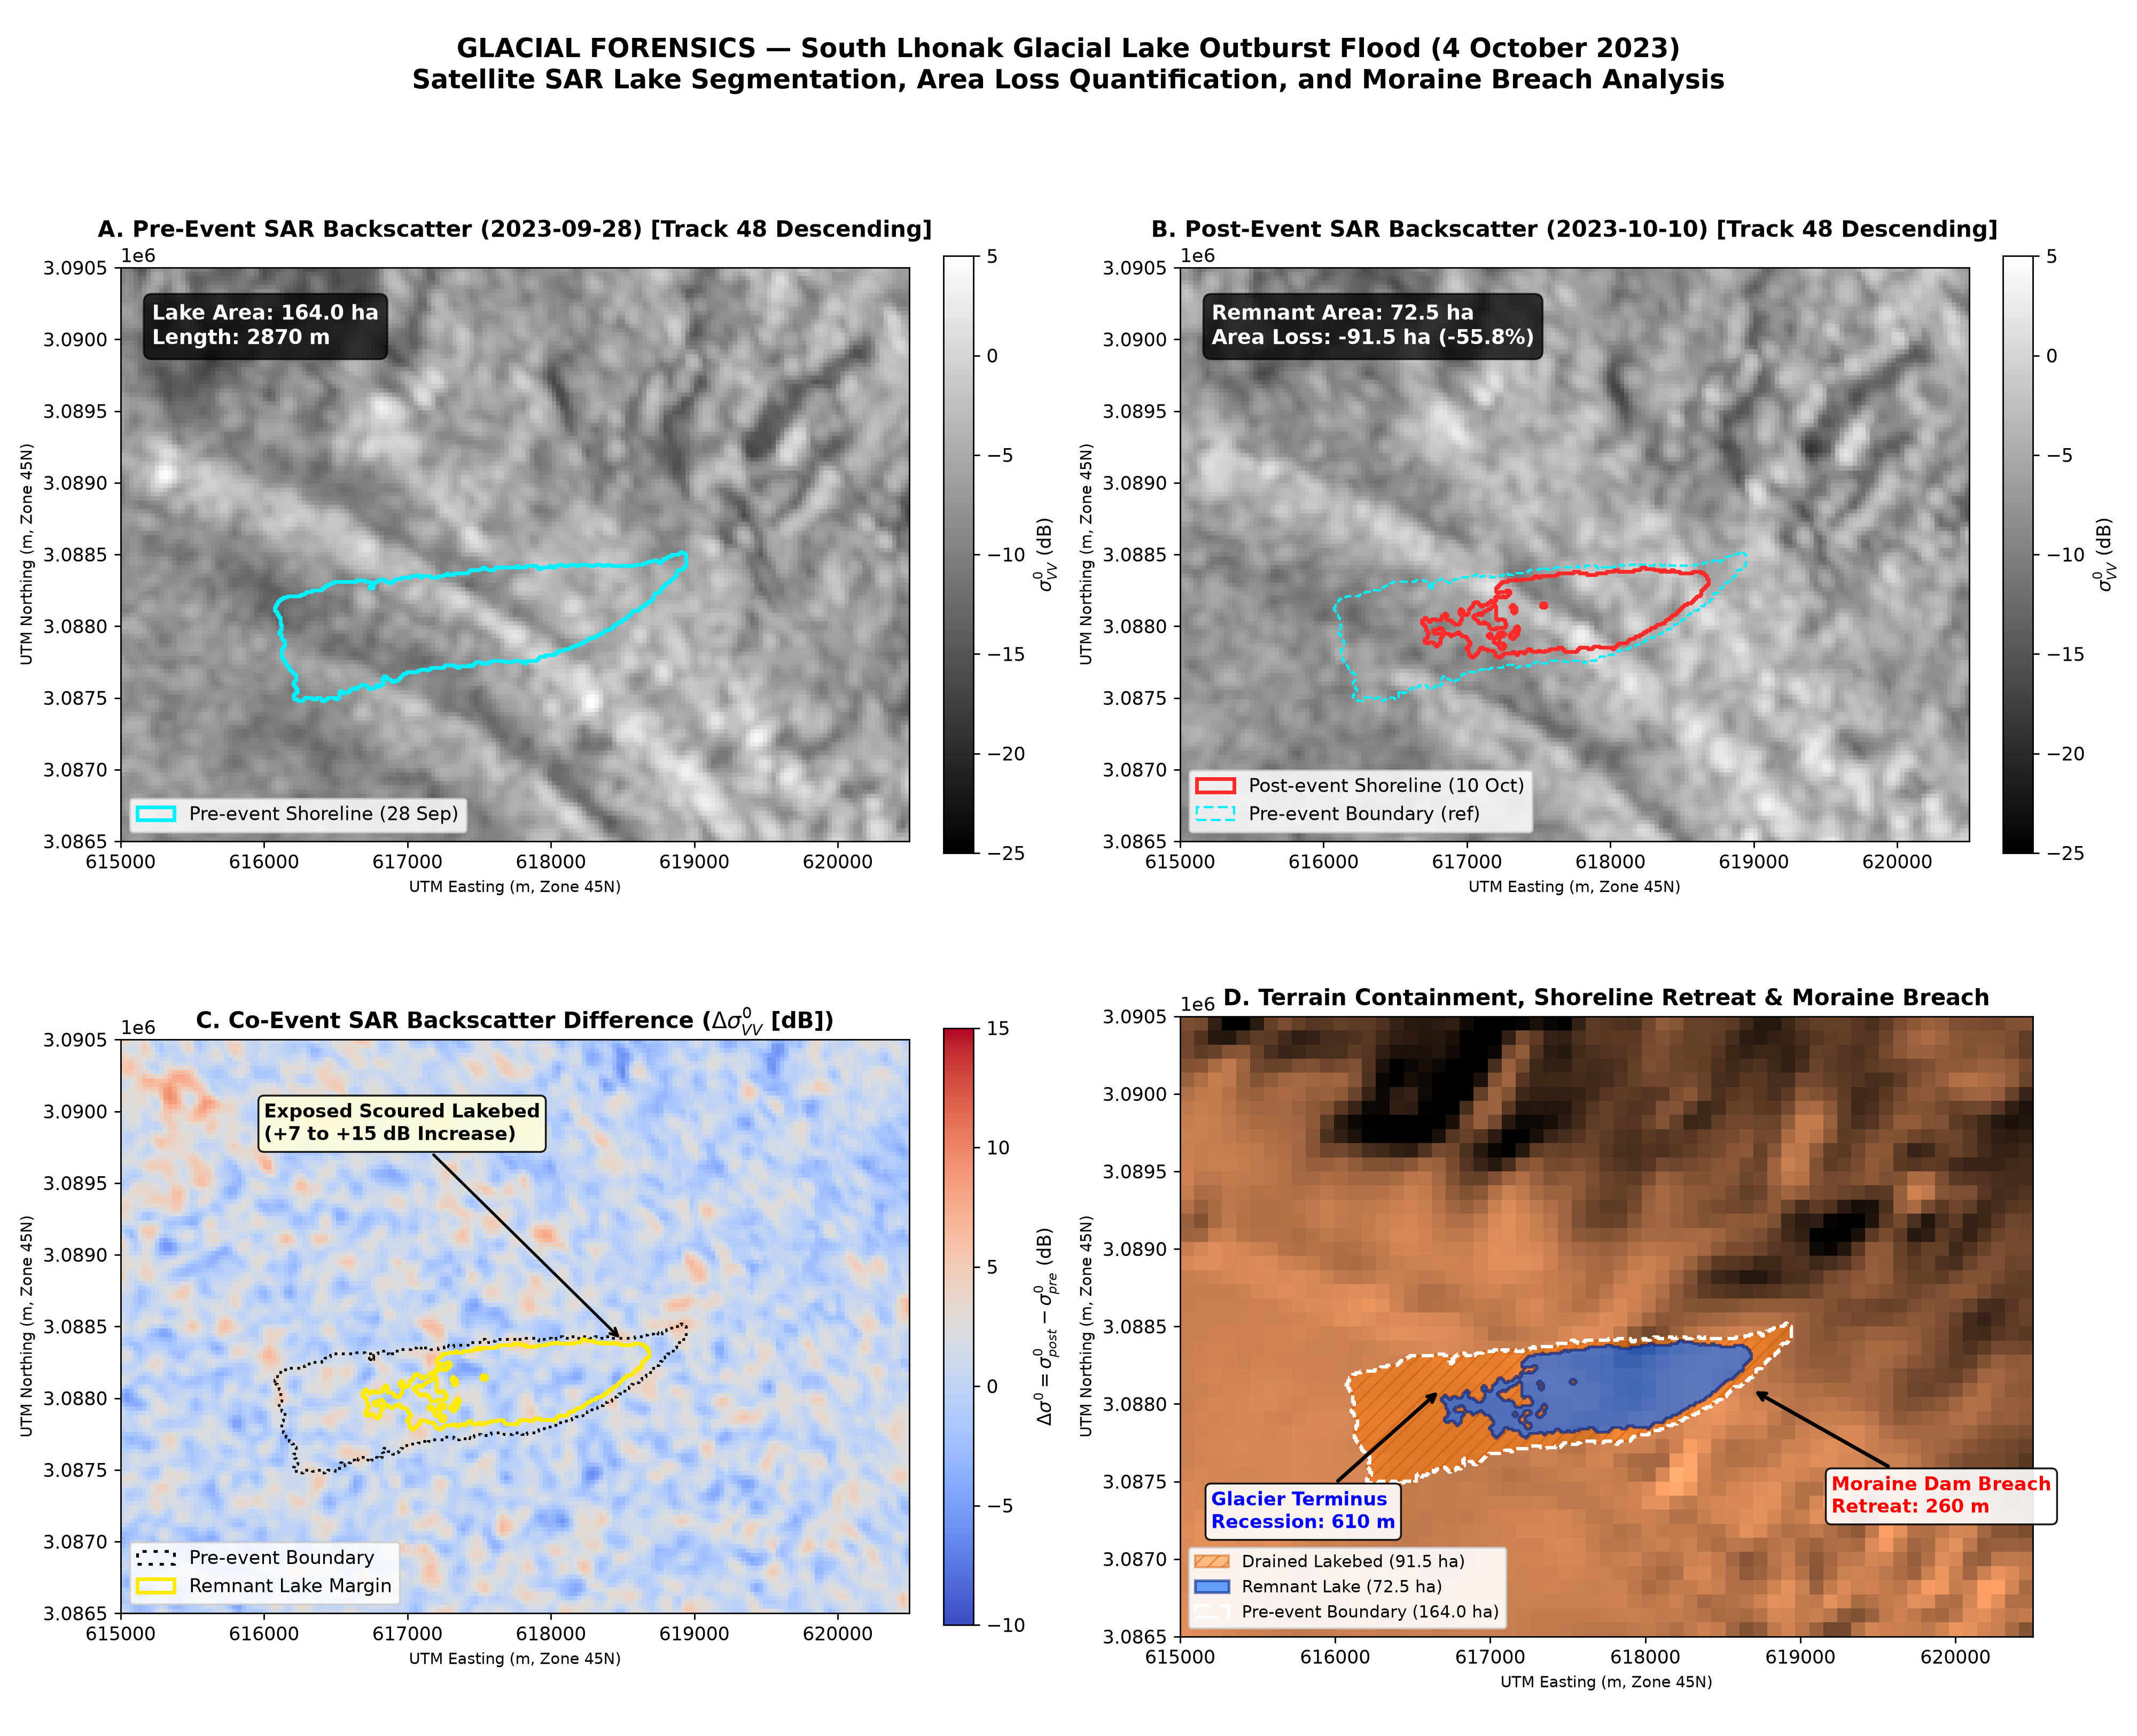 GLACIAL FORENSICS — South Lhonak Glacial Lake Outburst Flood (4 October 2023)
Satellite SAR Lake Segmentation, Area Loss Quantification, and Moraine Breach Analysis
A. Pre-Event SAR Backscatter (2023-09-28) [Track 48 Descending]
1e6
3.0905
3.0900
3.0895
3.0890
3.0885
3.0880
3.0875
3.0870
3.0865
UTM Northing (m, Zone 45N)
Lake Area: 164.0 ha
Length: 2870 m
Pre-event Shoreline (28 Sep)
615000 616000 617000 618000 619000 620000
UTM Easting (m, Zone 45N)
5
0
−5
−10
−15
−20
−25
σ⁰VV (dB)
B. Post-Event SAR Backscatter (2023-10-10) [Track 48 Descending]
1e6
3.0905
3.0900
3.0895
3.0890
3.0885
3.0880
3.0875
3.0870
3.0865
UTM Northing (m, Zone 45N)
Remnant Area: 72.5 ha
Area Loss: -91.5 ha (-55.8%)
Post-event Shoreline (10 Oct)
Pre-event Boundary (ref)
615000 616000 617000 618000 619000 620000
UTM Easting (m, Zone 45N)
5
0
−5
−10
−15
−20
−25
σ⁰VV (dB)
C. Co-Event SAR Backscatter Difference (Δσ⁰VV [dB])
1e6
3.0905
3.0900
3.0895
3.0890
3.0885
3.0880
3.0875
3.0870
3.0865
UTM Northing (m, Zone 45N)
Exposed Scoured Lakebed
(+7 to +15 dB Increase)
Pre-event Boundary
Remnant Lake Margin
615000 616000 617000 618000 619000 620000
UTM Easting (m, Zone 45N)
15
10
5
0
−5
−10
Δσ⁰ = σ⁰post − σ⁰pre (dB)
D. Terrain Containment, Shoreline Retreat & Moraine Breach
1e6
3.0905
3.0900
3.0895
3.0890
3.0885
3.0880
3.0875
3.0870
3.0865
UTM Northing (m, Zone 45N)
Glacier Terminus
Recession: 610 m
Moraine Dam Breach
Retreat: 260 m
Drained Lakebed (91.5 ha)
Remnant Lake (72.5 ha)
Pre-event Boundary (164.0 ha)
615000 616000 617000 618000 619000 620000
UTM Easting (m, Zone 45N)